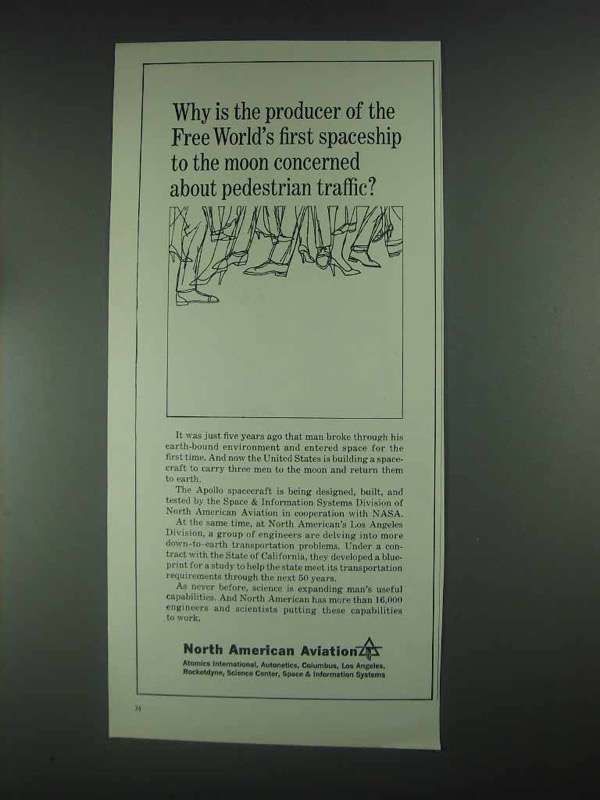 Why is the producer of the
Free World's first spaceship
to the moon concerned
about pedestrian traffic?
It was just five years ago that man broke through his
earth-bound environment and entered space for the
first time. And now the United States is building a space-
craft to carry three men to the moon and return them
to earth.
The Apollo spacecraft is being designed, built, and
tested by the Space & Information Systems Division of
North American Aviation in cooperation with NASA.
At the same time, at North American's Los Angeles
Division, a group of engineers are delving into more
down-to-earth transportation problems. Under a con-
tract with the State of California, they developed a blue-
print for a study to help the state meet its transportation
requirements through the next 50 years.
As never before, science is expanding man's useful
capabilities. And North American has more than 16,000
engineers and scientists putting these capabilities
to work.
North American Aviation
Atomics International, Autonetics, Columbus, Los Angeles,
Rocketdyne, Science Center, Space & Information Systems